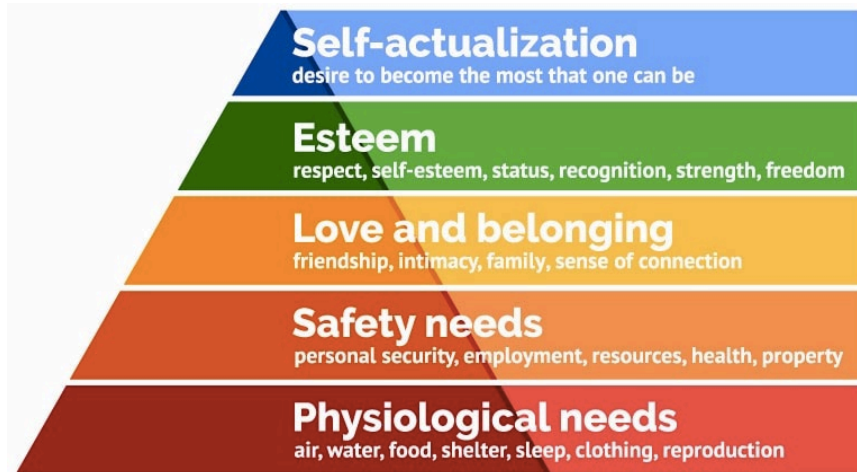 Self-actualization
desire to become the most that one can be
Esteem
respect, self-esteem, status, recognition, strength, freedom
Love and belonging
friendship, intimacy, family, sense of connection
Safety needs
personal security, employment, resources, health, property
Physiological needs
air, water, food, shelter, sleep, clothing, reproduction